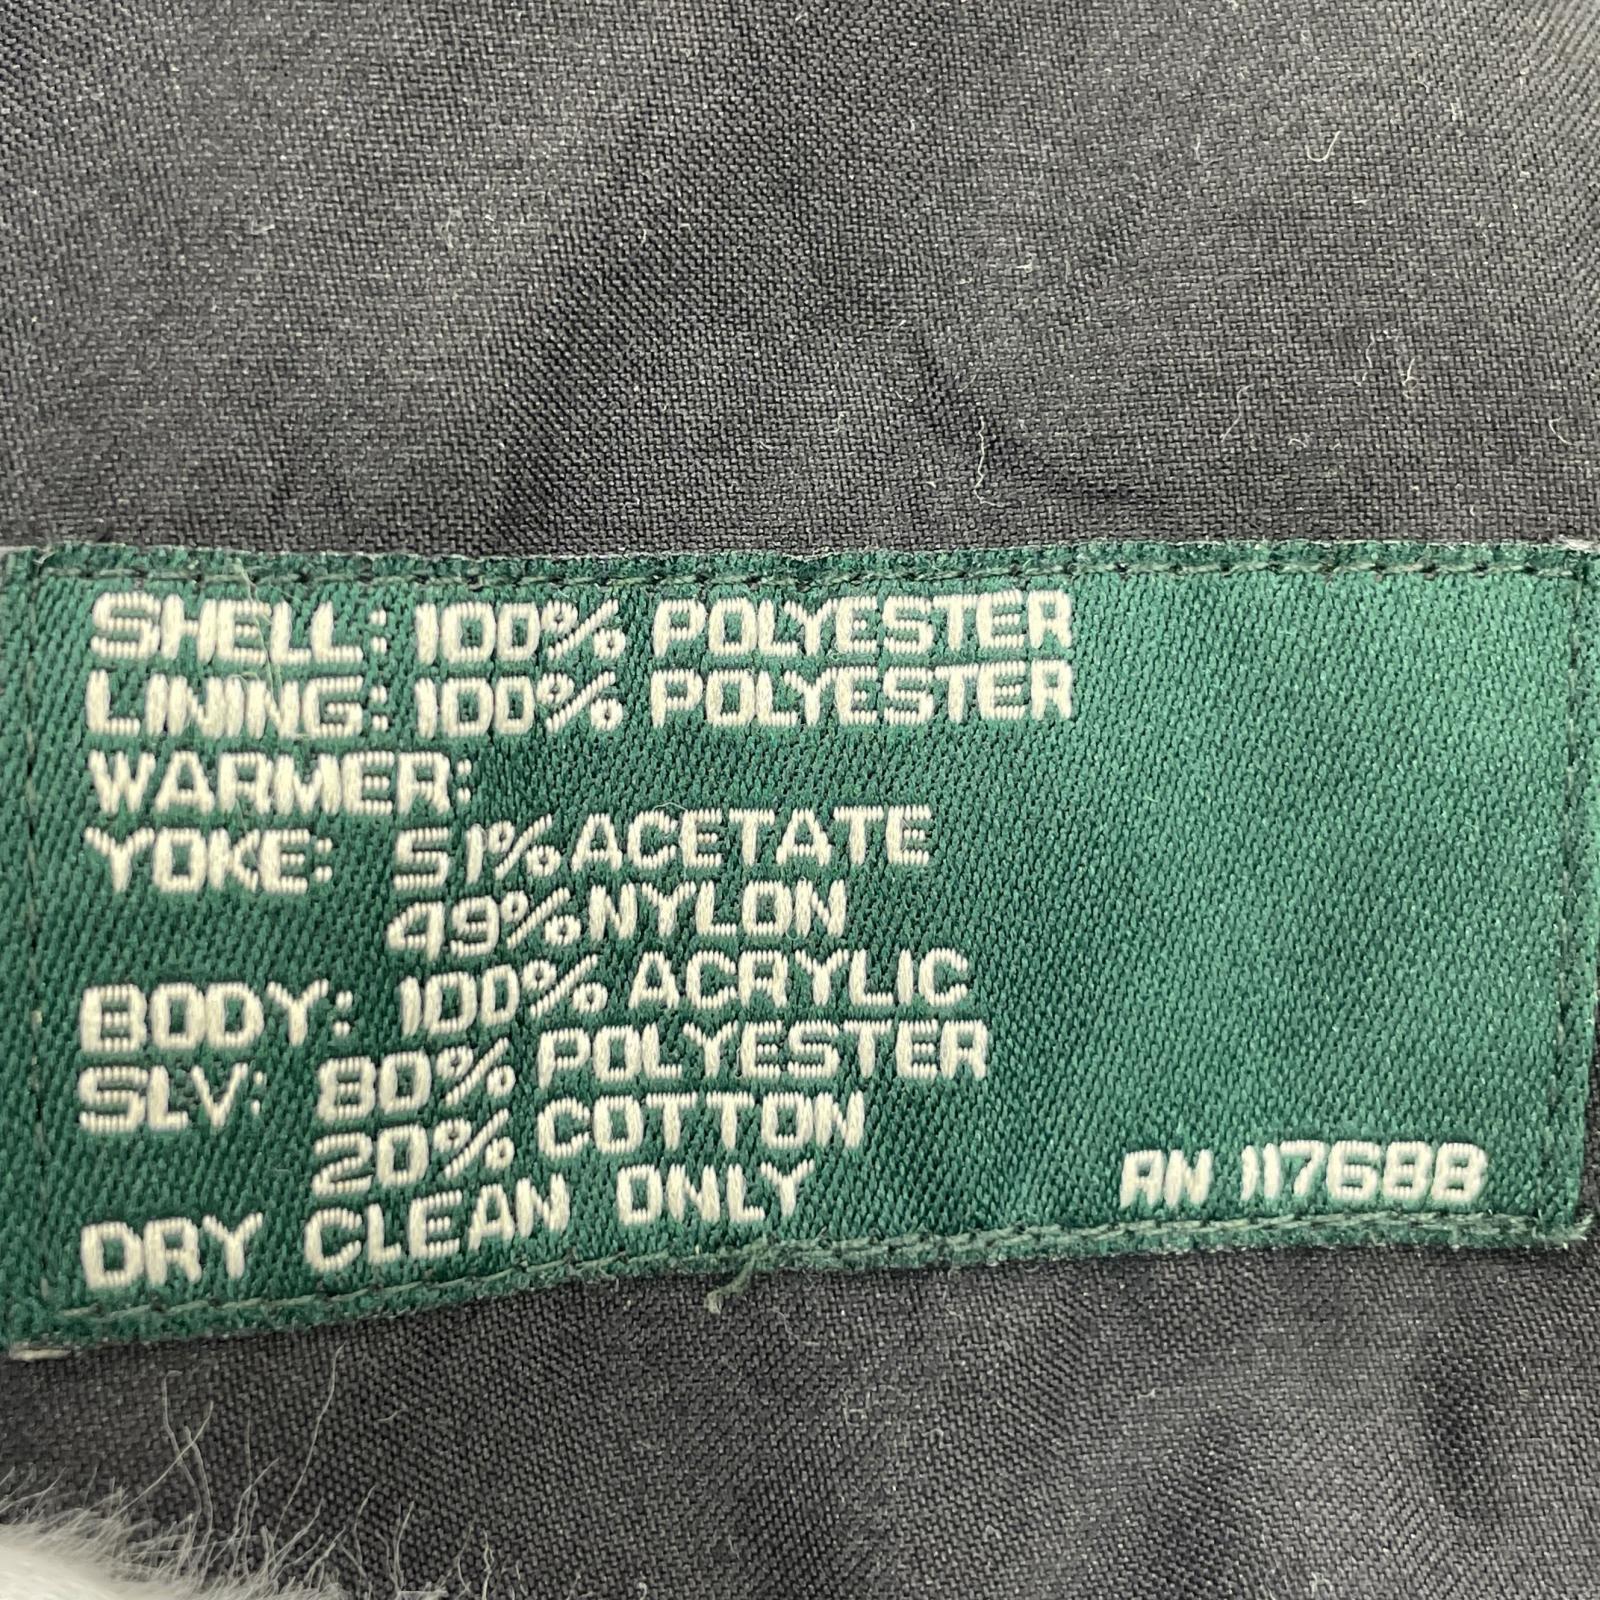 SHELL: 100% POLYESTER
LINING: 100% POLYESTER
WARMER:
YOKE: 51% ACETATE
49% NYLON
BODY: 100% ACRYLIC
SLV: 80% POLYESTER
20% COTTON
DRY CLEAN ONLY
RN 117688